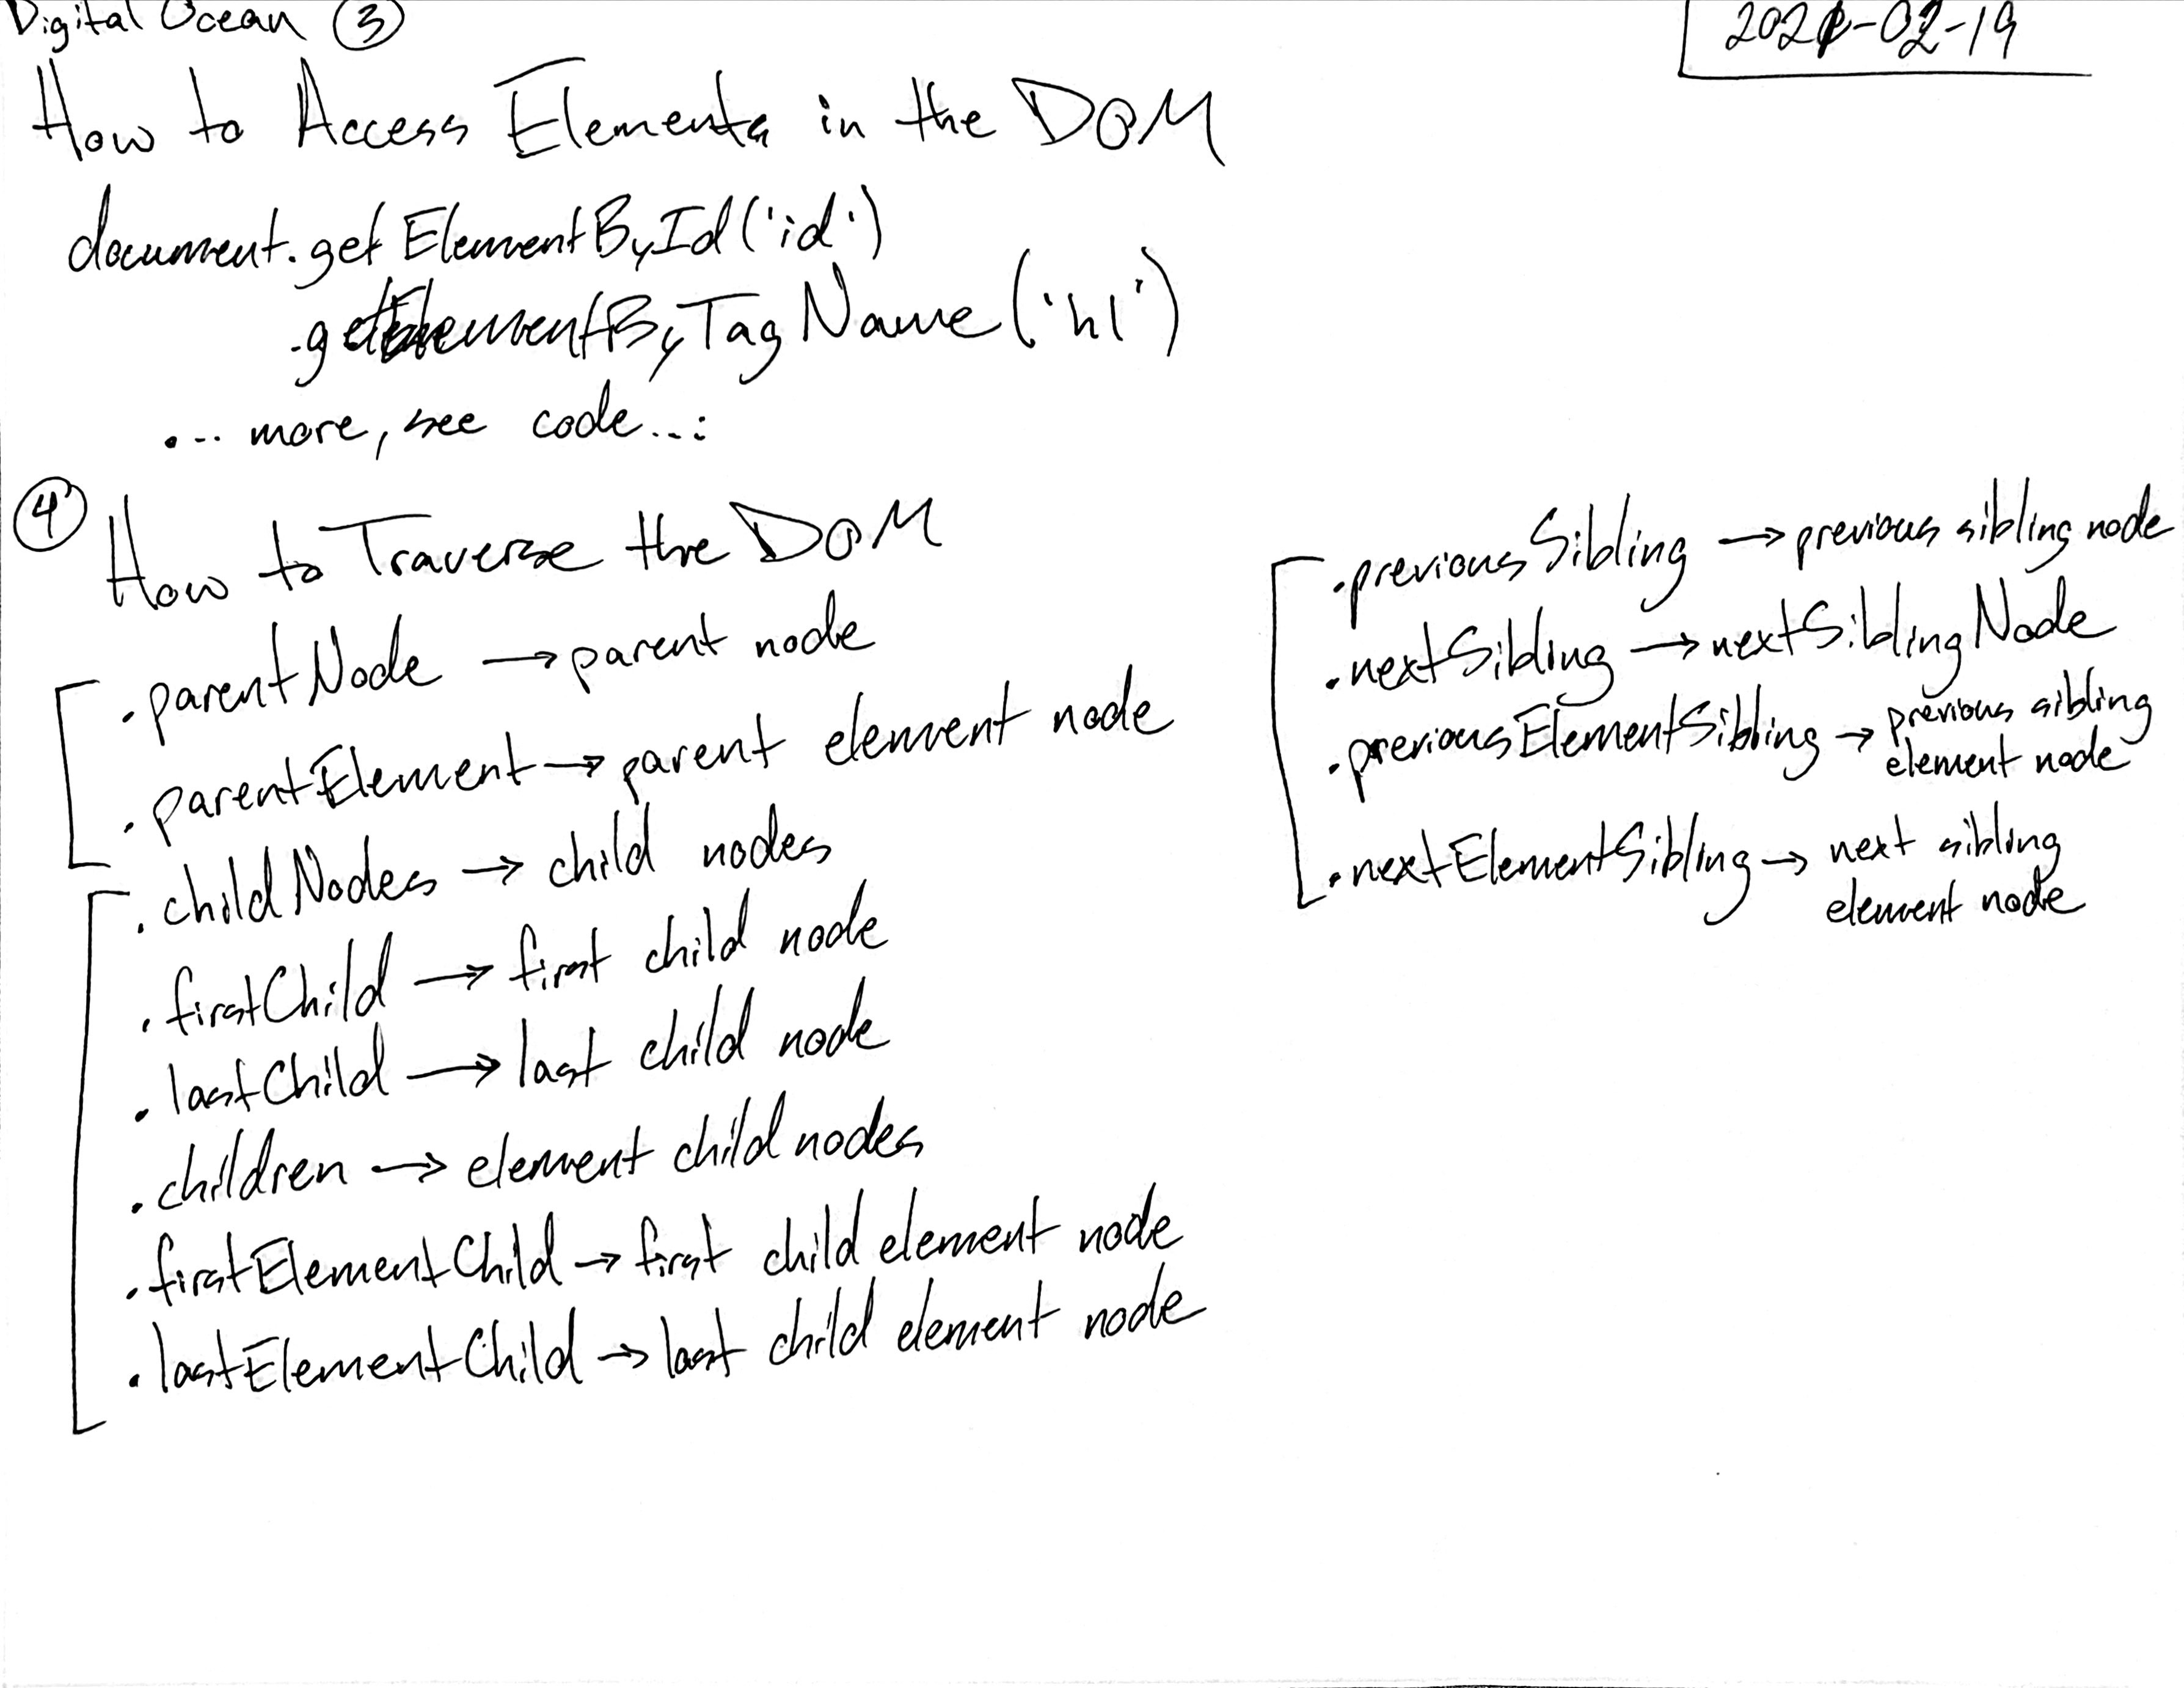 Digital Ocean ③
2021-02-19
How to Access Elements in the DOM
document.getElementById('id')
.getElementByTagName('h1')
... more, see code...:
④ How to Traverse the DOM
.parentNode → parent node
.parentElement → parent element node
.childNodes → child nodes
.firstChild → first child node
.lastChild → last child node
.children → element child nodes
.firstElementChild → first child element node
.lastElementChild → last child element node
.previousSibling → previous sibling node
.nextSibling → nextSiblingNode
.previousElementSibling → previous sibling
element node
.nextElementSibling → next sibling
element node